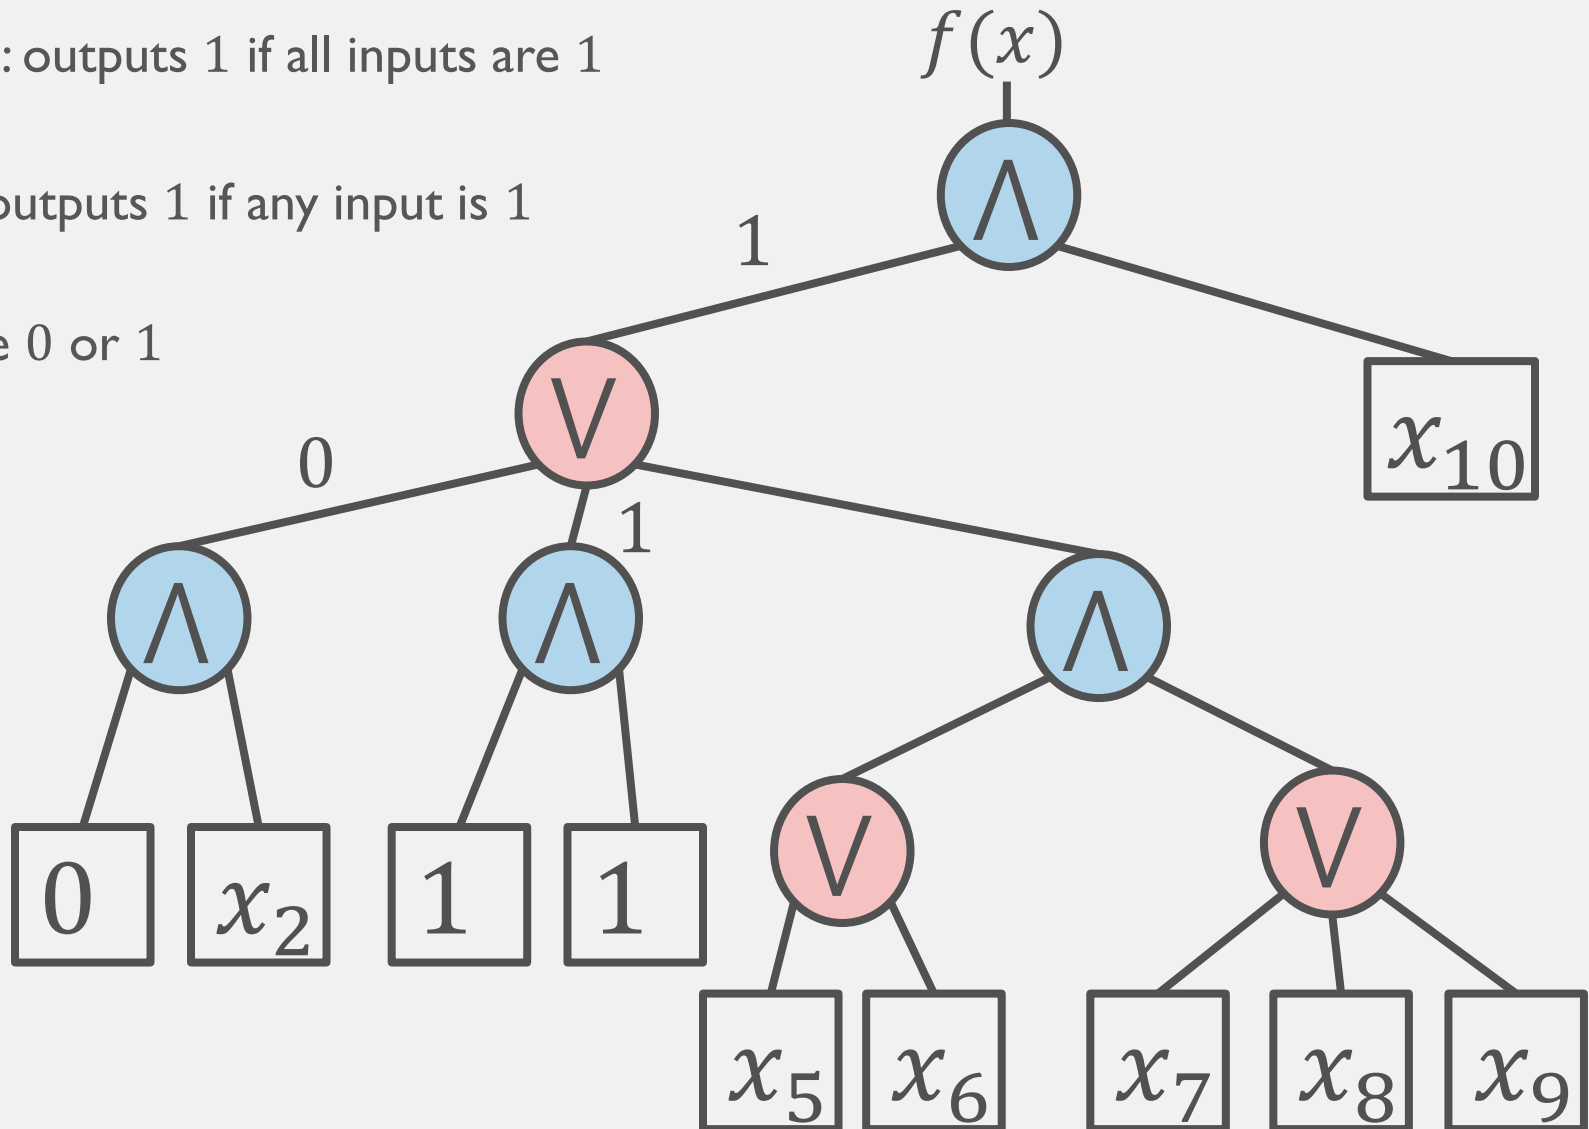 f(x)
: outputs 1 if all inputs are 1
Λ
outputs 1 if any input is 1
1
e 0 or 1
V
x₁₀
0
1
Λ Λ Λ
V V
0 x₂ 1 1
x₅ x₆ x₇ x₈ x₉